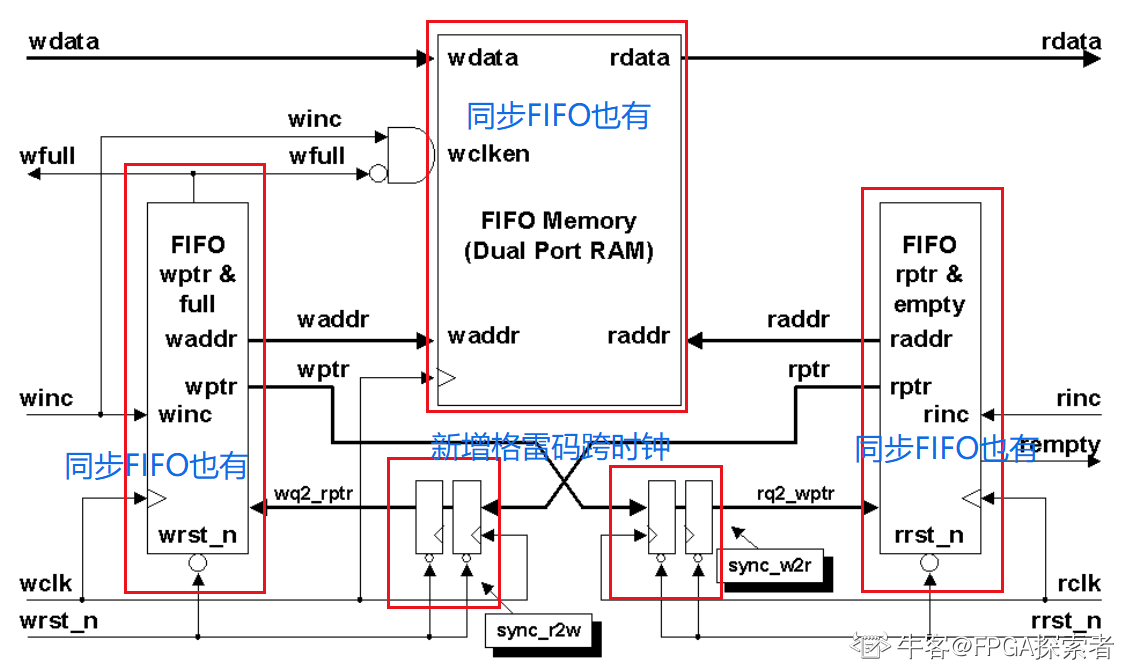 wdata
wdata
rdata
rdata
同步FIFO也有
winc
wfull
wfull
wclken
FIFO Memory
(Dual Port RAM)
FIFO
wptr &
full
waddr
wptr
winc
wrst_n
同步FIFO也有
waddr
wptr
waddr
raddr
raddr
rptr
FIFO
rptr &
empty
raddr
rptr
rinc
rrst_n
同步FIFO也有
winc
rinc
rempty
新增格雷码跨时钟
wq2_rptr
rq2_wptr
sync_w2r
sync_r2w
wclk
wrst_n
rclk
rrst_n
牛客@FPGA探索者